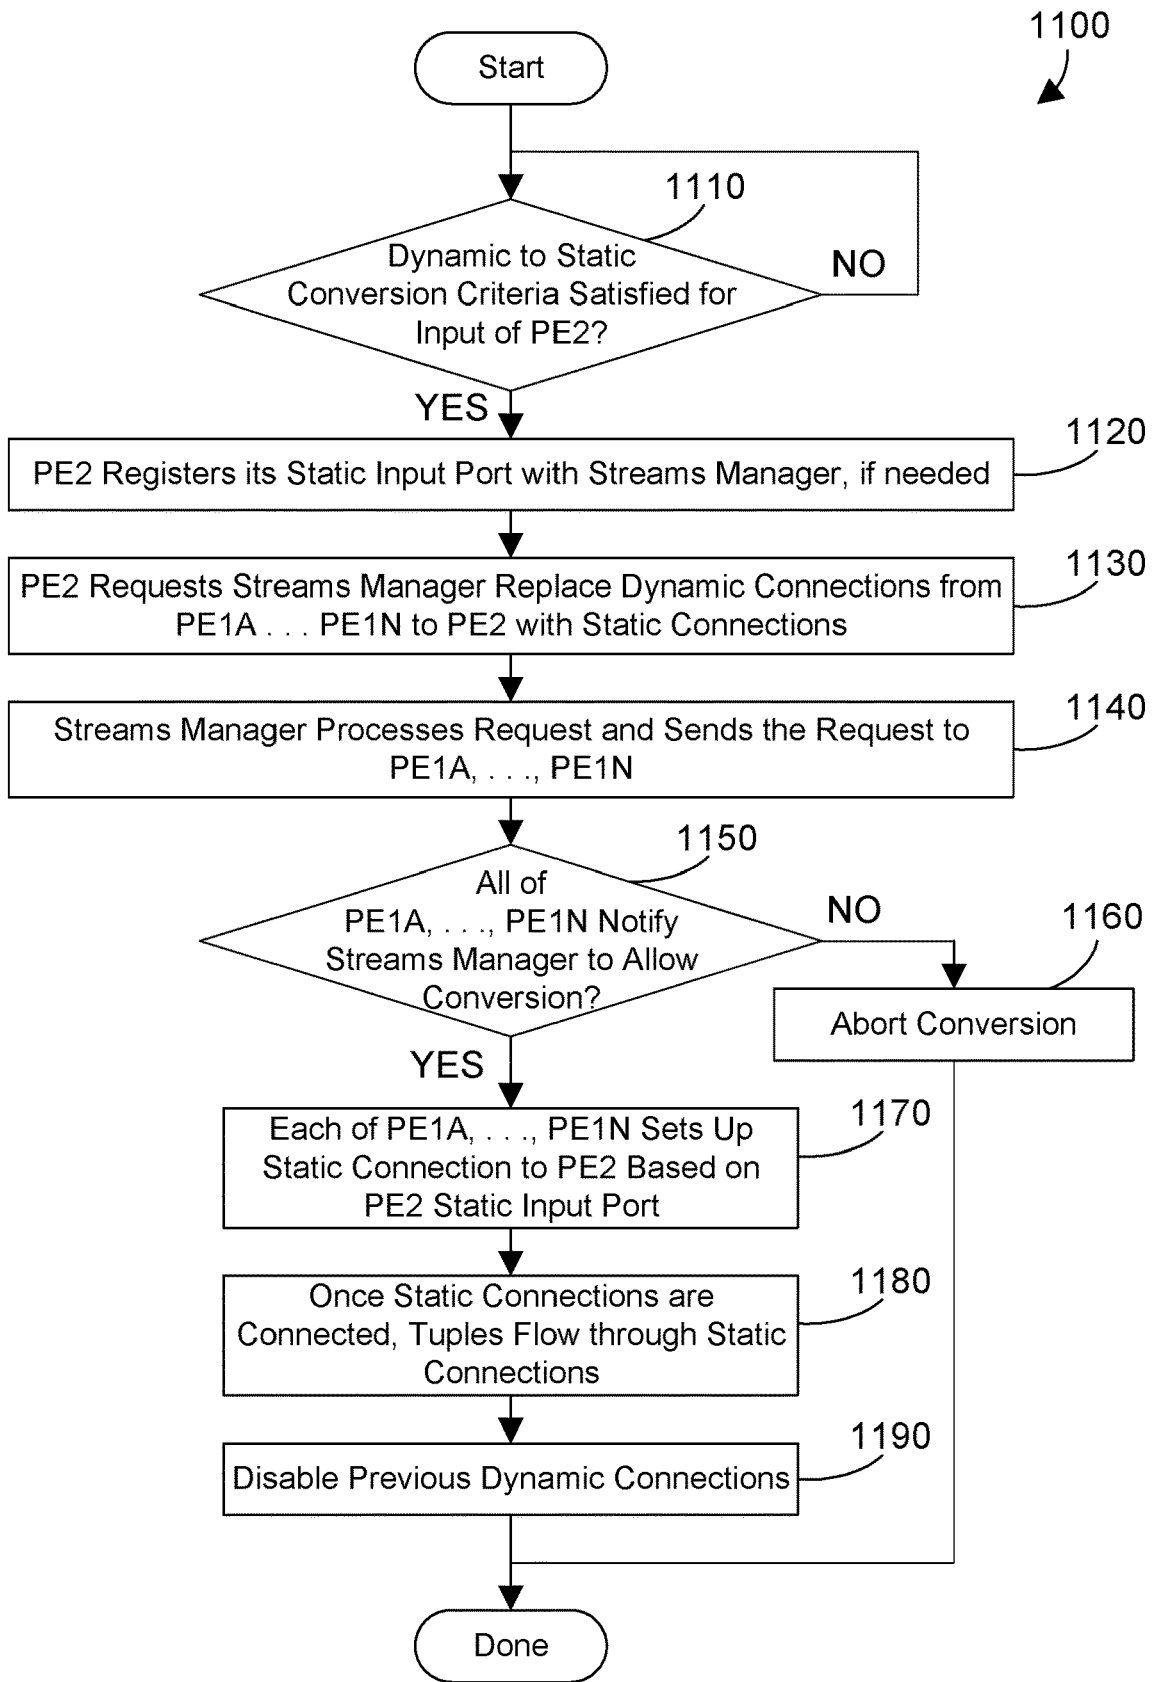 1100
Start
1110
Dynamic to Static
Conversion Criteria Satisfied for
Input of PE2?
NO
YES
1120
PE2 Registers its Static Input Port with Streams Manager, if needed
1130
PE2 Requests Streams Manager Replace Dynamic Connections from
PE1A . . . PE1N to PE2 with Static Connections
1140
Streams Manager Processes Request and Sends the Request to
PE1A, . . ., PE1N
1150
All of
PE1A, . . ., PE1N Notify
Streams Manager to Allow
Conversion?
NO
1160
Abort Conversion
YES
1170
Each of PE1A, . . ., PE1N Sets Up
Static Connection to PE2 Based on
PE2 Static Input Port
1180
Once Static Connections are
Connected, Tuples Flow through Static
Connections
1190
Disable Previous Dynamic Connections
Done